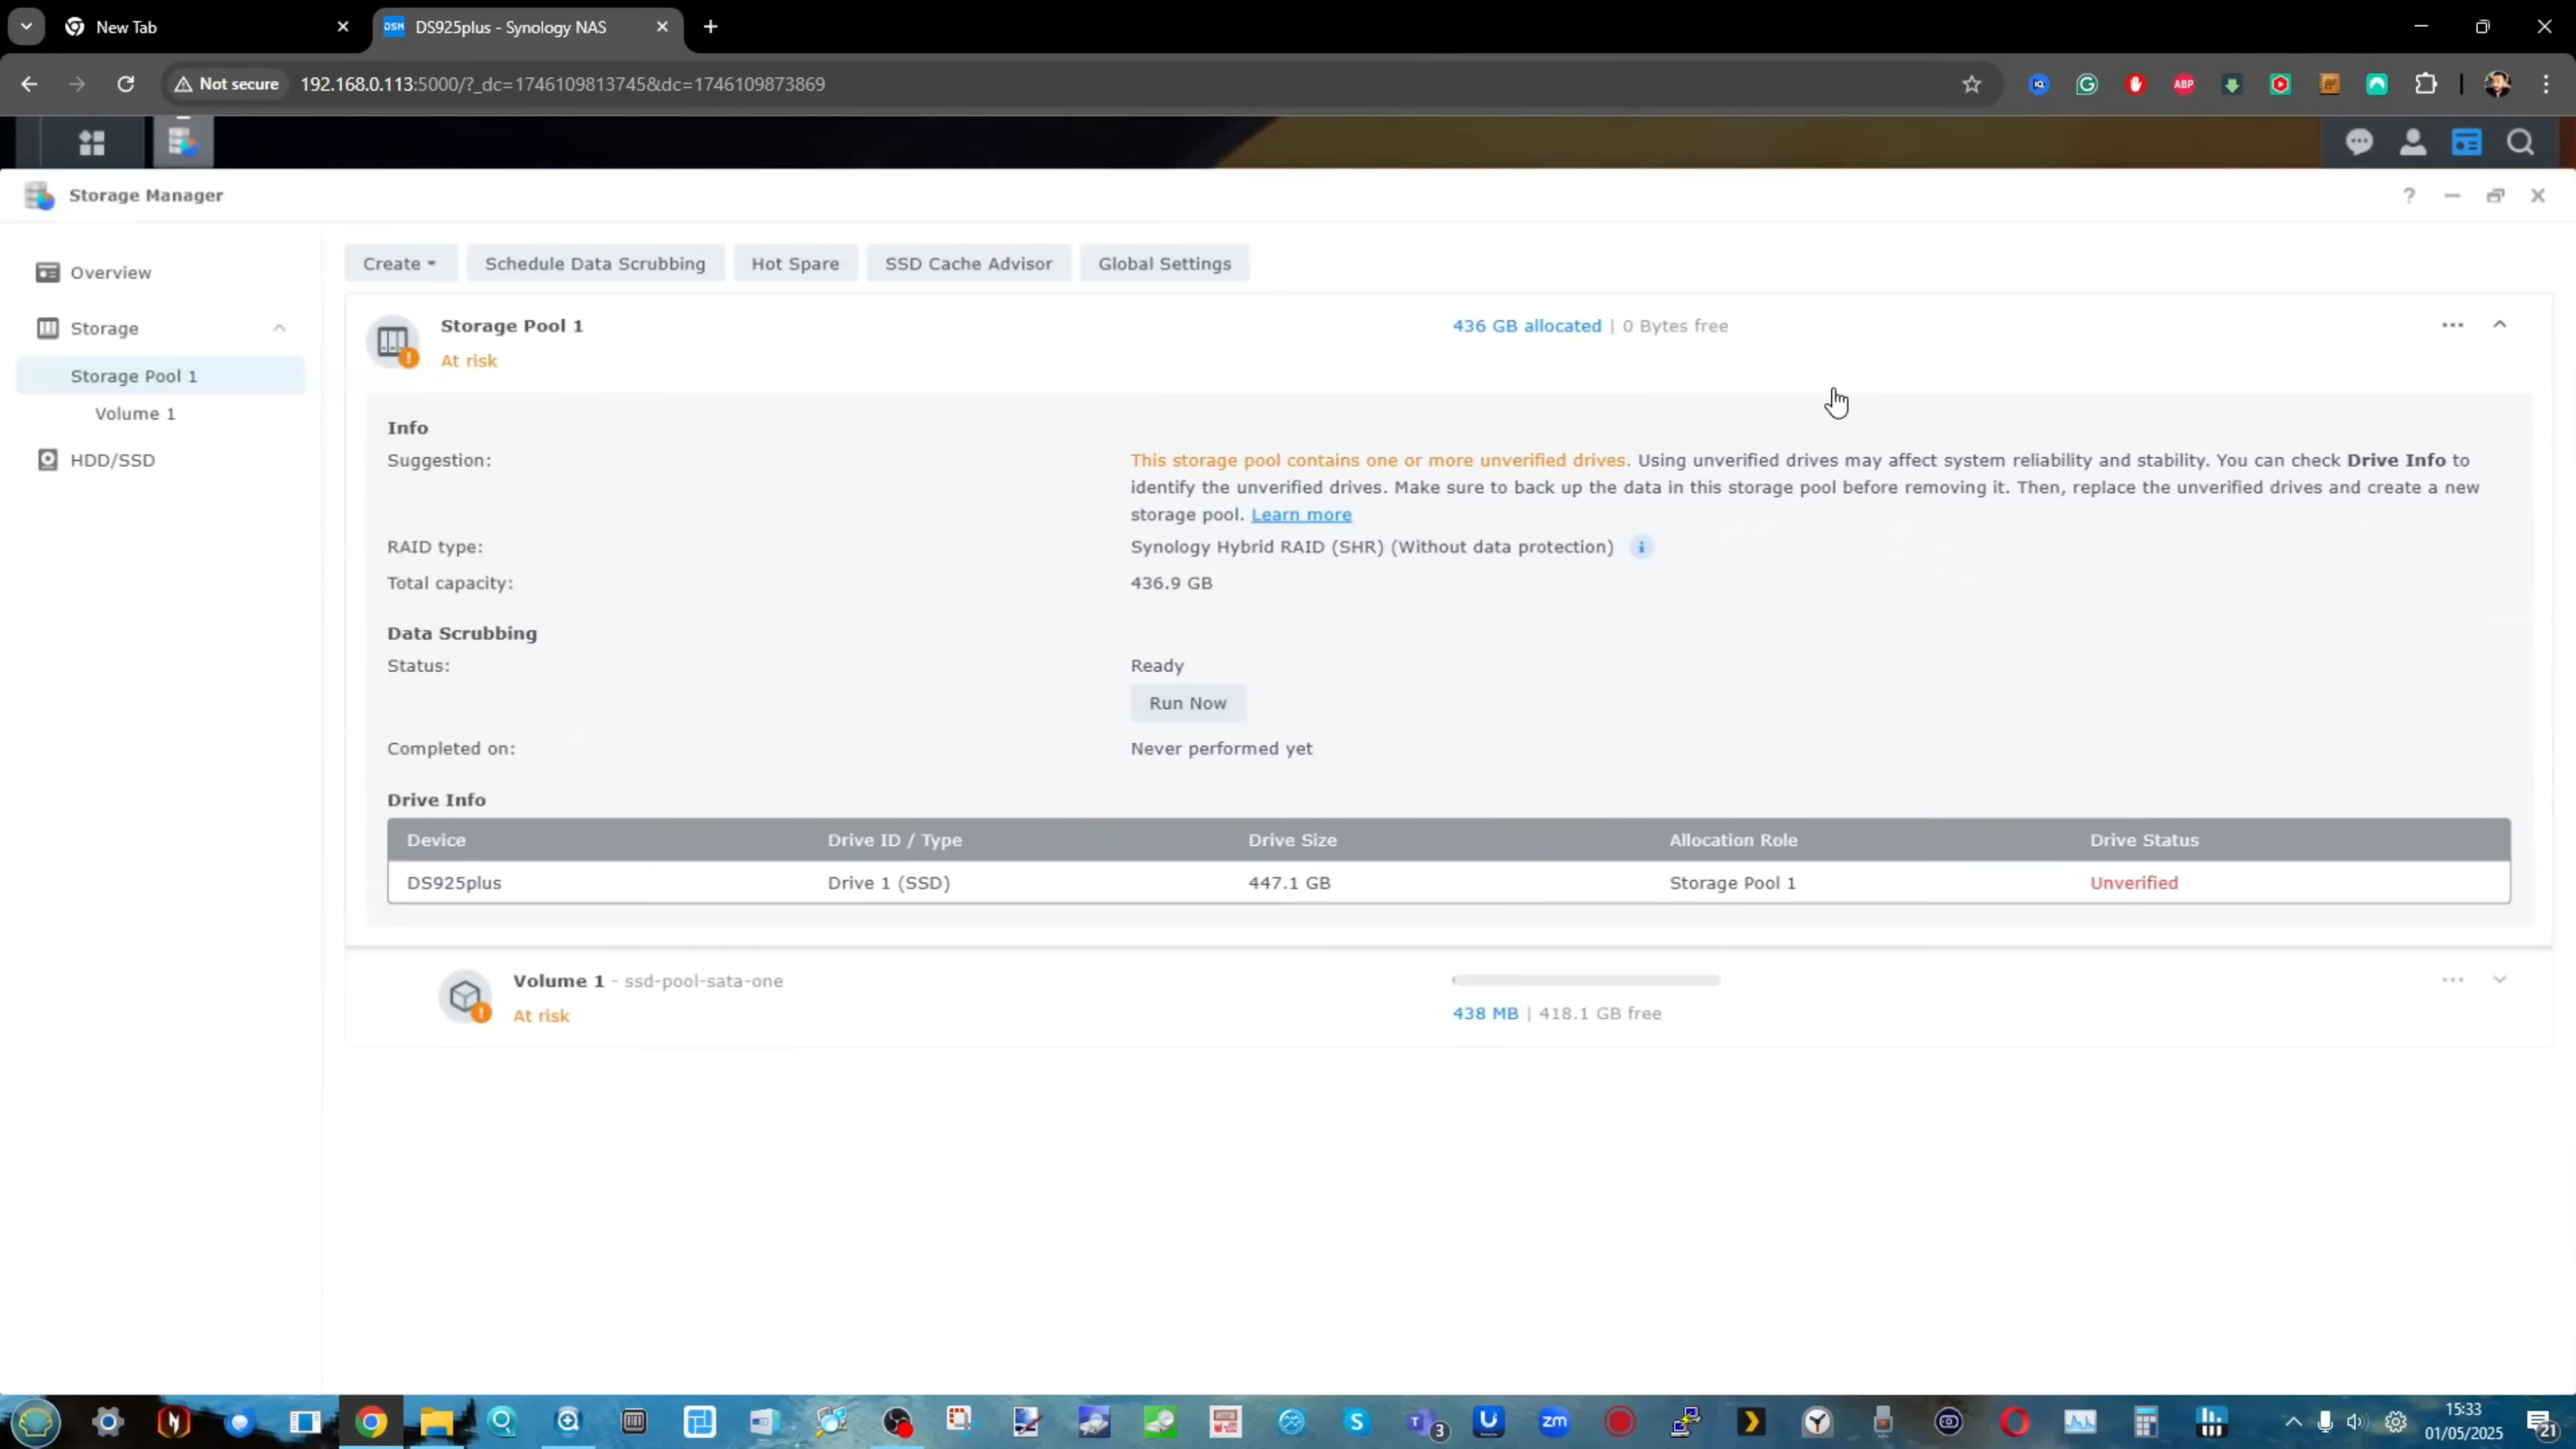 New Tab
DSM DS925plus - Synology NAS
Not secure 192.168.0.113:5000/?_dc=1746109813745&dc=1746109873869
ABP
Storage Manager
Overview
Storage
Storage Pool 1
Volume 1
HDD/SSD
Create Schedule Data Scrubbing Hot Spare SSD Cache Advisor Global Settings
Storage Pool 1 436 GB allocated | 0 Bytes free
At risk
Info
Suggestion: This storage pool contains one or more unverified drives. Using unverified drives may affect system reliability and stability. You can check Drive Info to
identify the unverified drives. Make sure to back up the data in this storage pool before removing it. Then, replace the unverified drives and create a new
storage pool. Learn more
RAID type: Synology Hybrid RAID (SHR) (Without data protection)
Total capacity: 436.9 GB
Data Scrubbing
Status: Ready
Run Now
Completed on: Never performed yet
Drive Info
Device Drive ID / Type Drive Size Allocation Role Drive Status
DS925plus Drive 1 (SSD) 447.1 GB Storage Pool 1 Unverified
Volume 1 - ssd-pool-sata-one
At risk 438 MB | 418.1 GB free
zm
3
15:33
01/05/2025
21